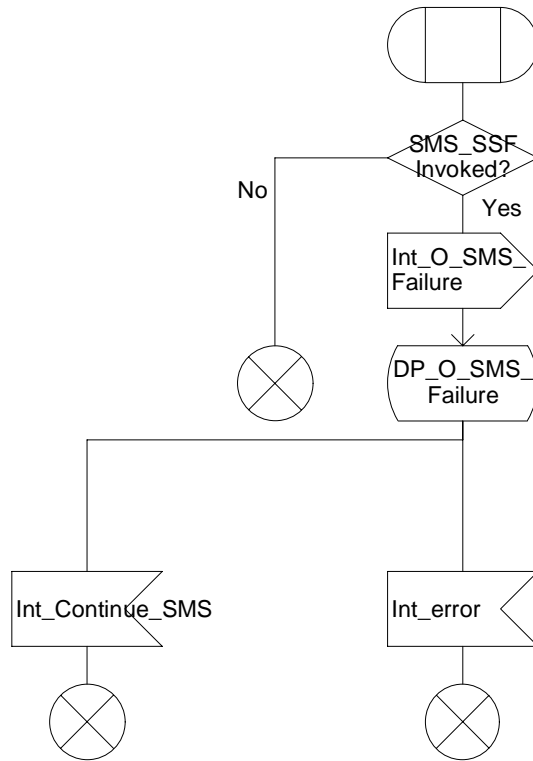 SMS_SSF
Invoked?
No
Yes
Int_O_SMS_
Failure
DP_O_SMS_
Failure
Int_Continue_SMS
Int_error